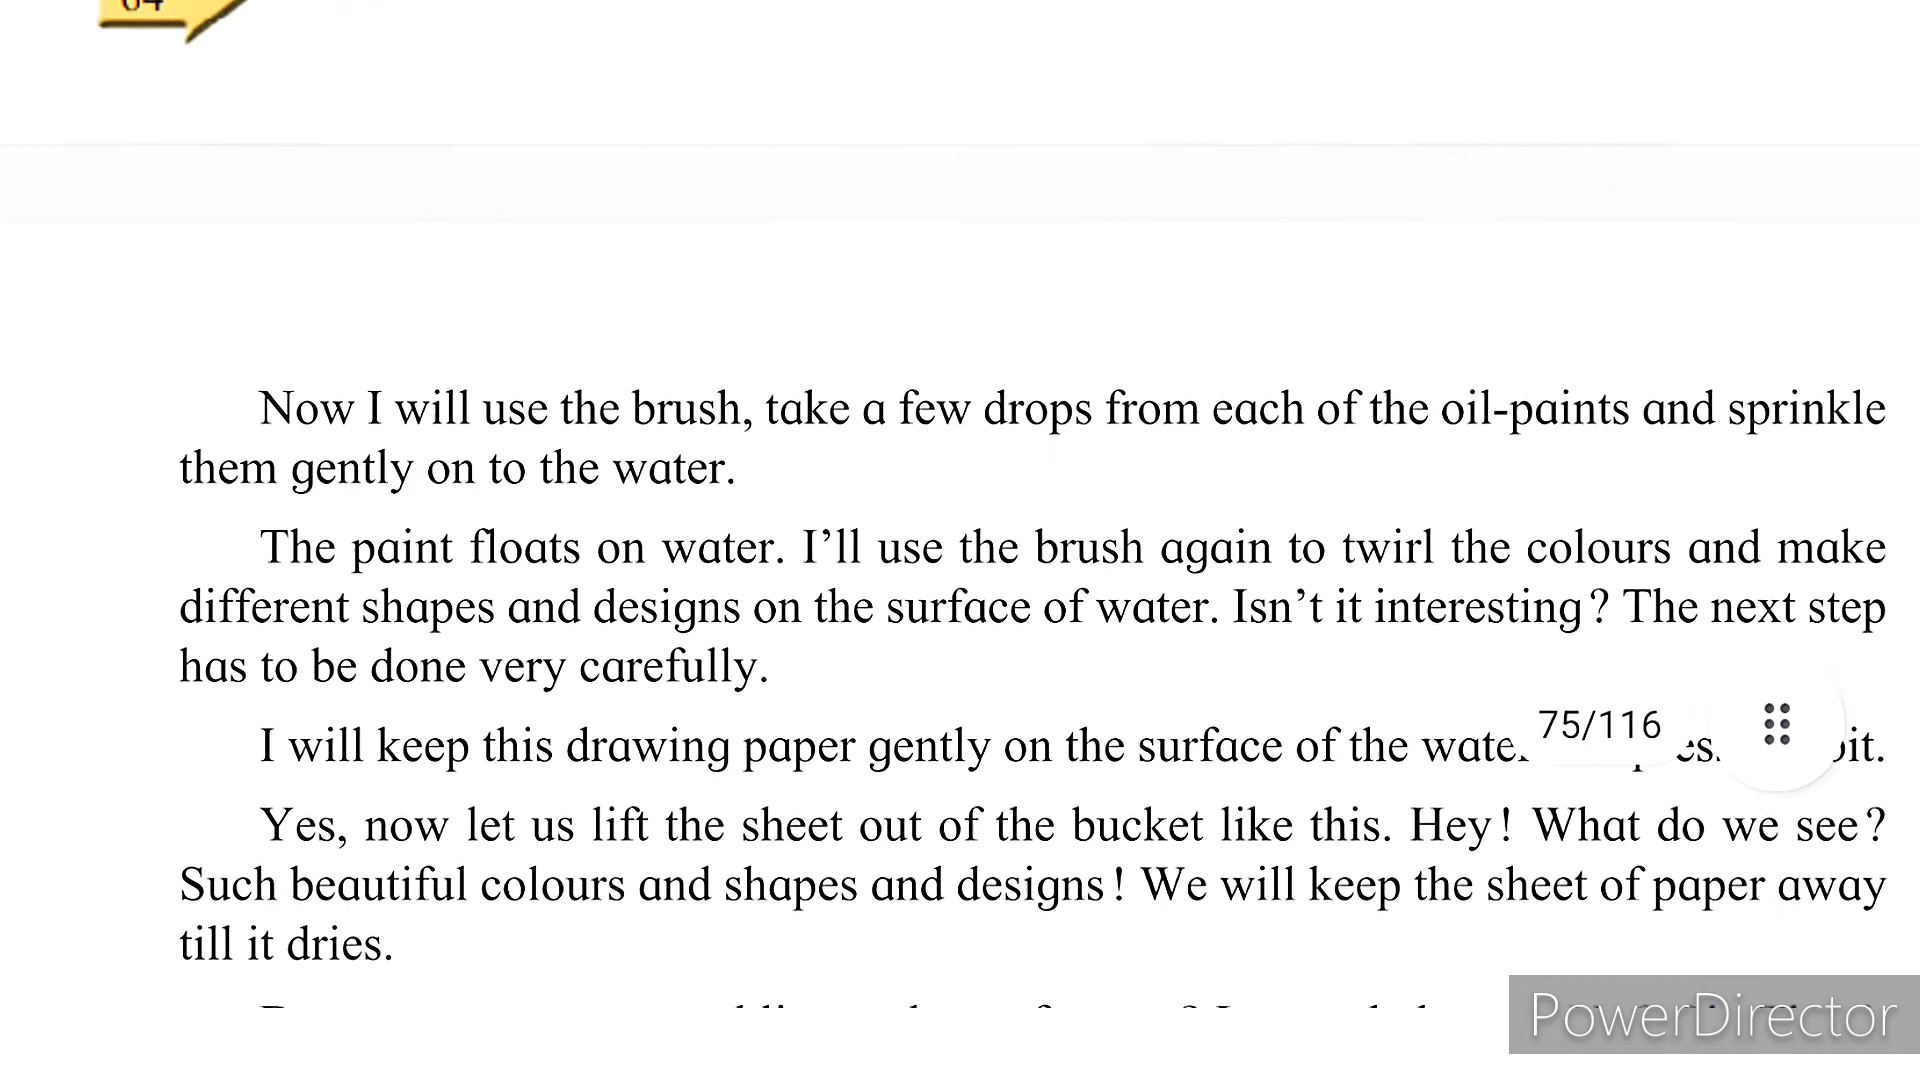 64
Now I will use the brush, take a few drops from each of the oil-paints and sprinkle
them gently on to the water.
The paint floats on water. I’ll use the brush again to twirl the colours and make
different shapes and designs on the surface of water. Isn’t it interesting? The next step
has to be done very carefully.
I will keep this drawing paper gently on the surface of the water bit.
75/116
Yes, now let us lift the sheet out of the bucket like this. Hey! What do we see?
Such beautiful colours and shapes and designs! We will keep the sheet of paper away
till it dries.
PowerDirector